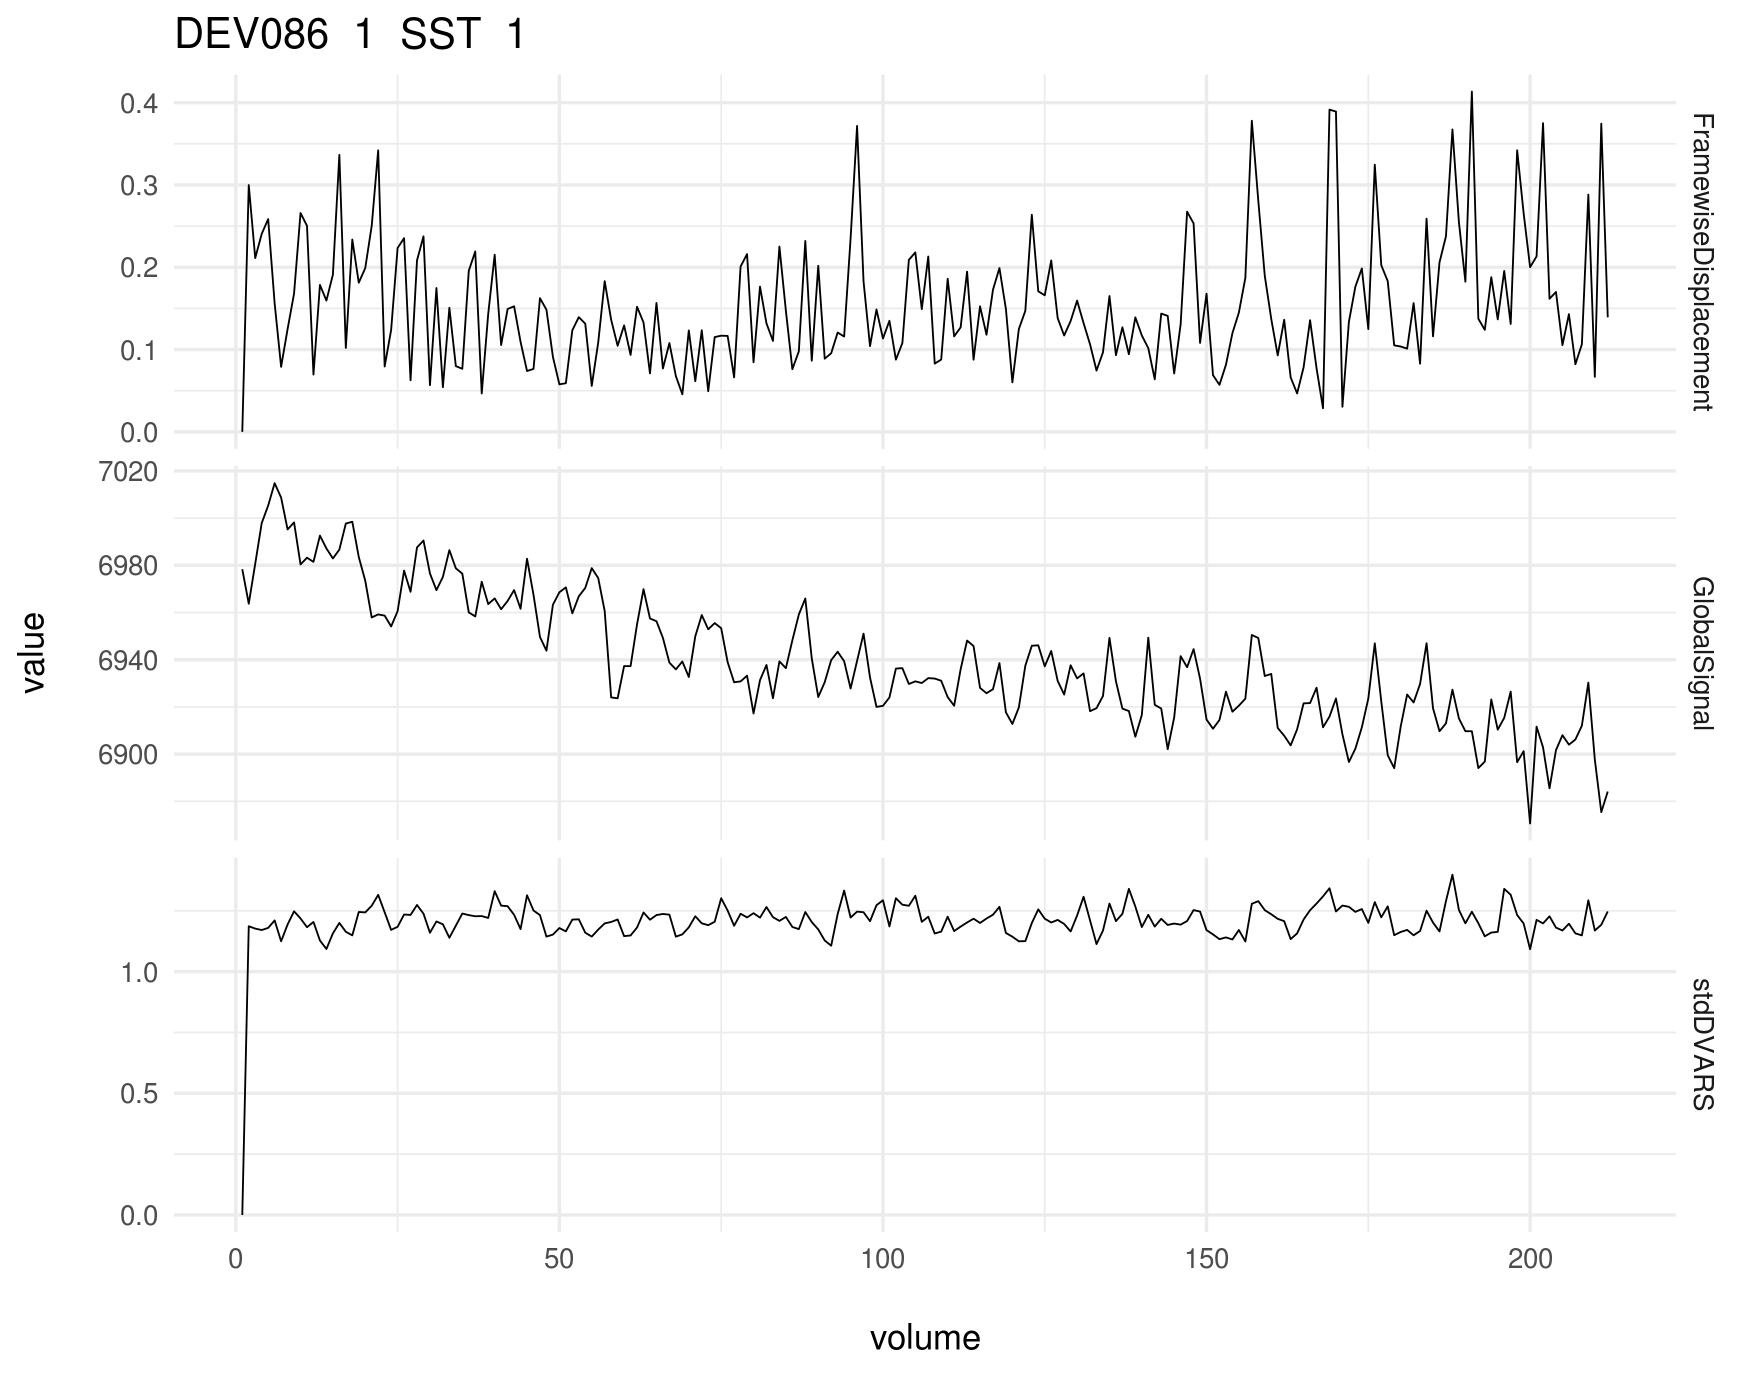 DEV086 1 SST 1
0.4
0.3
0.2
0.1
0.0
FramewiseDisplacement
7020
6980
6940
6900
GlobalSignal
value
1.0
0.5
0.0
stdDVARS
0 50 100 150 200
volume